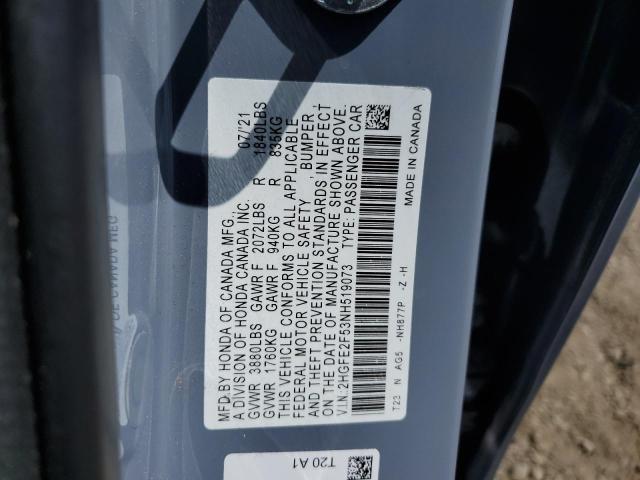 MFD.BY HONDA OF CANADA MFG., 07/'21
A DIVISION OF HONDA CANADA INC.
GVWR 3880LBS GAWR F 2072LBS R 1840LBS
GVWR 1760KG GAWR F 940KG R 835KG
THIS VEHICLE CONFORMS TO ALL APPLICABLE
FEDERAL MOTOR VEHICLE SAFETY , BUMPER ,
& THEFT PREVENTION STANDARDS IN EFFECT
ON THE DATE OF MANUFACTURE SHOWN ABOVE.
V.I.N.:2HGFE2F53NH519073 TYPE: PASSENGER CAR
T23 N AG5 -NH877P -Z -H
MADE IN CANADA
T20 A1